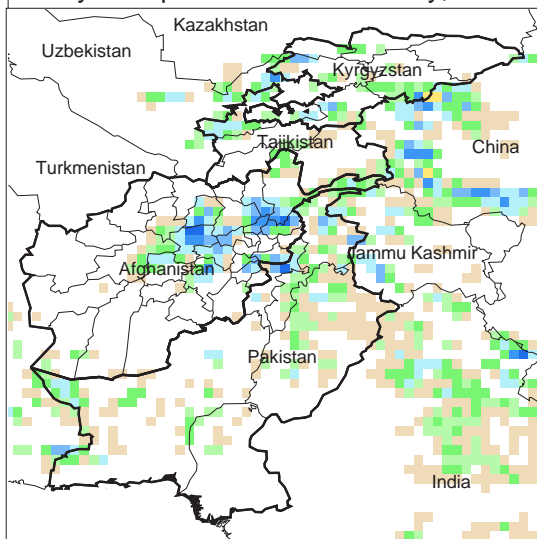 Kazakhstan
Uzbekistan
Kyrgyzstan
Tajikistan
China
Turkmenistan
Jammu Kashmir
Afghanistan
Pakistan
India